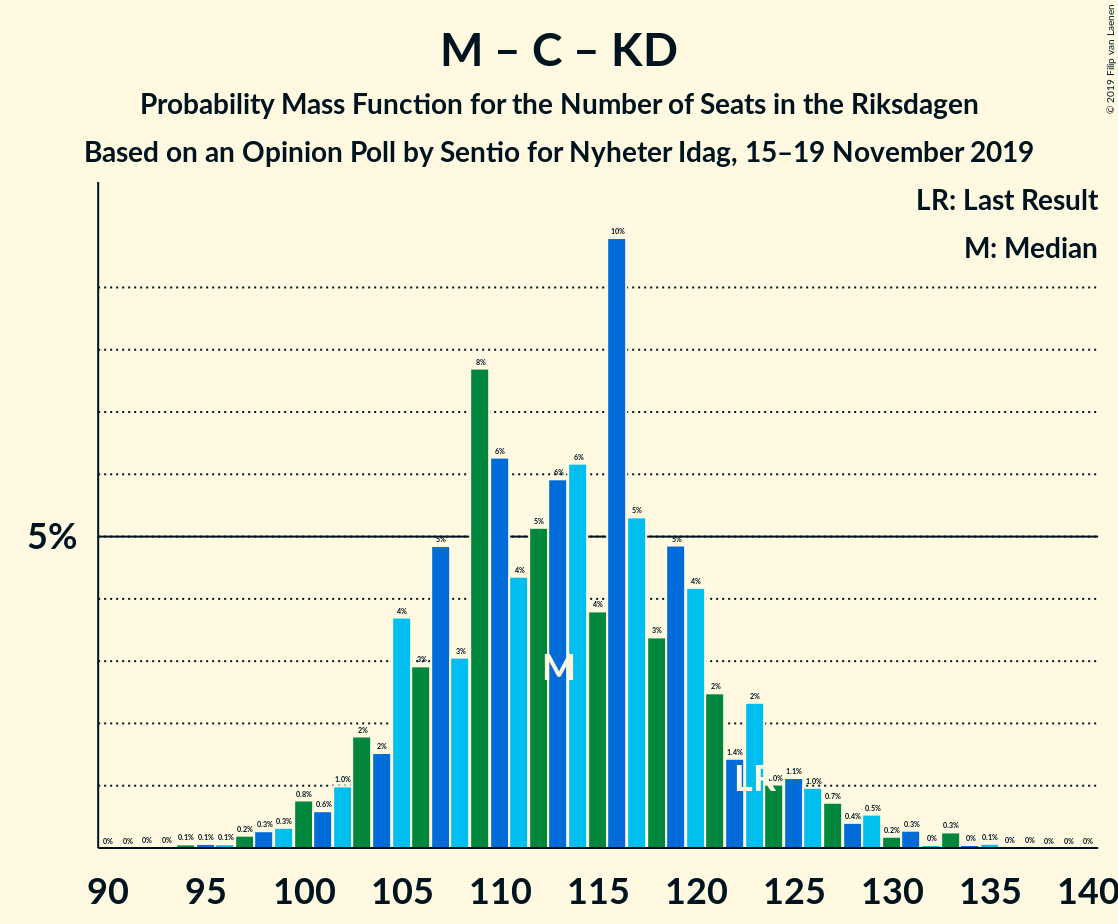 M – C – KD
Probability Mass Function for the Number of Seats in the Riksdagen
Based on an Opinion Poll by Sentio for Nyheter Idag, 15–19 November 2019
© 2019 Filip van Laenen
LR: Last Result
M: Median
5%
0% 0% 0% 0% 0.1% 0.1% 0.1% 0.2% 0.3% 0.3% 0.8% 0.6% 1.0% 2% 2% 4% 3% 5% 3% 8% 6% 4% 5% 6% 6% 4% 10% 5% 3% 5% 4% 2% 1.4% 2% 1.0% 1.1% 1.0% 0.7% 0.4% 0.5% 0.2% 0.3% 0% 0.3% 0% 0.1% 0% 0% 0% 0% 0%
M
LR
90 95 100 105 110 115 120 125 130 135 140